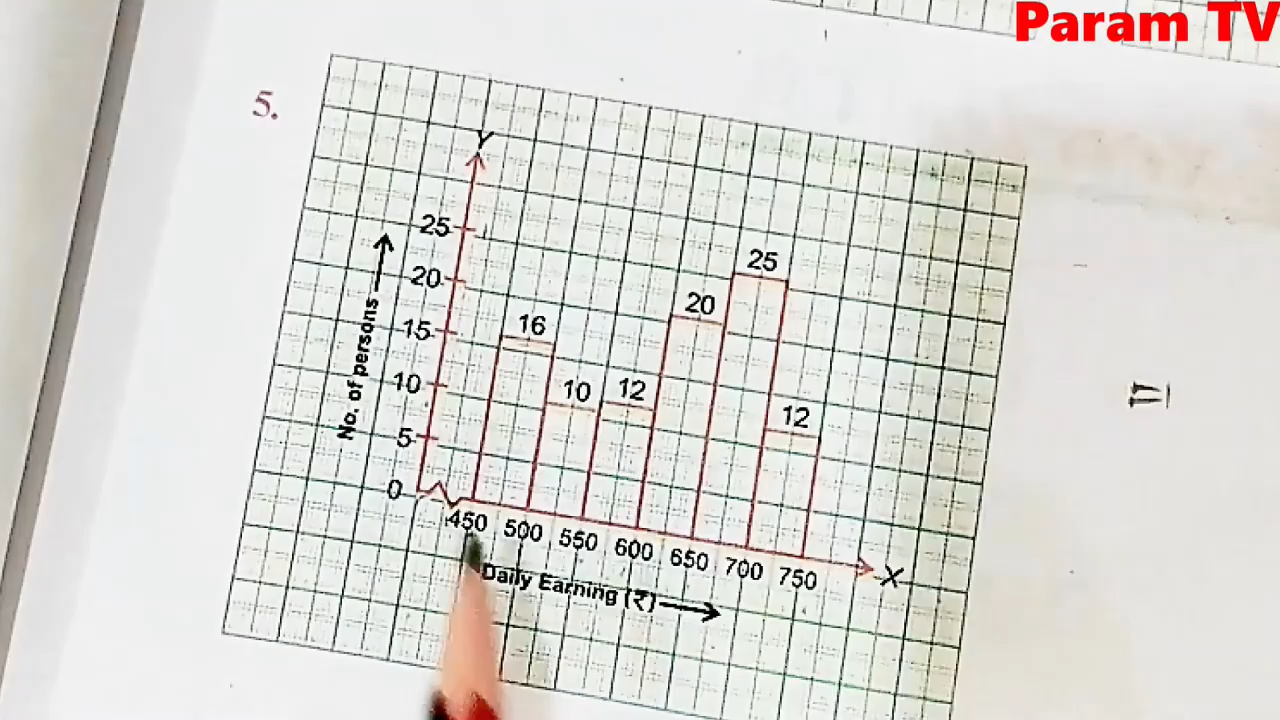 Param TV
5.
Y
25
20
15
10
5
0
No. of persons
16
10
12
20
25
12
450 500 550 600 650 700 750
X
Daily Earning (₹)